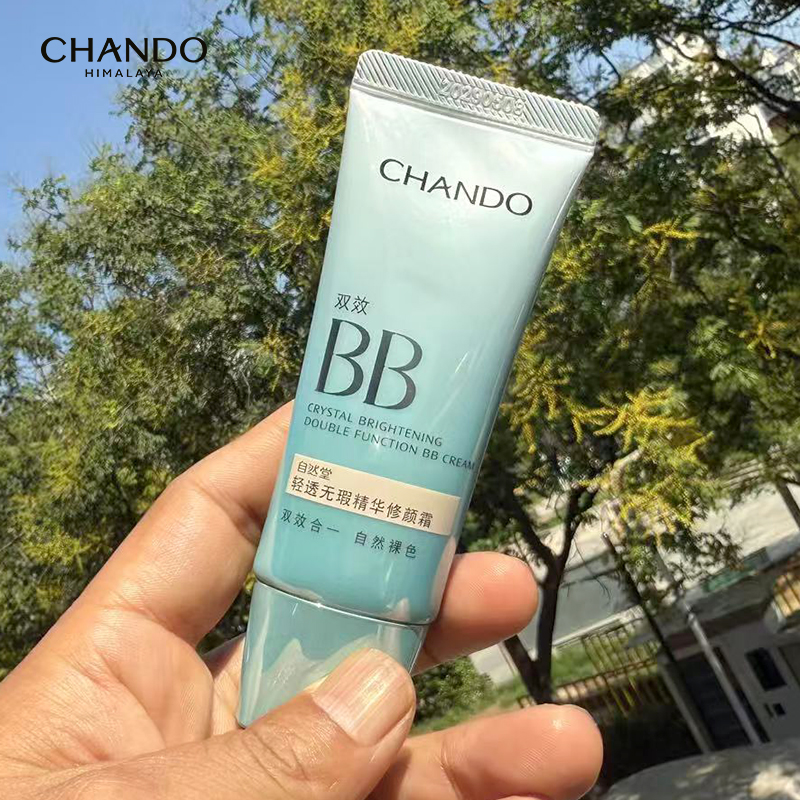 CHANDO
HIMALAYA
CHANDO
双效
BB
CRYSTAL BRIGHTENING
DOUBLE FUNCTION BB CREAM
自然堂
轻透无瑕精华修颜霜
双效合一 自然裸色